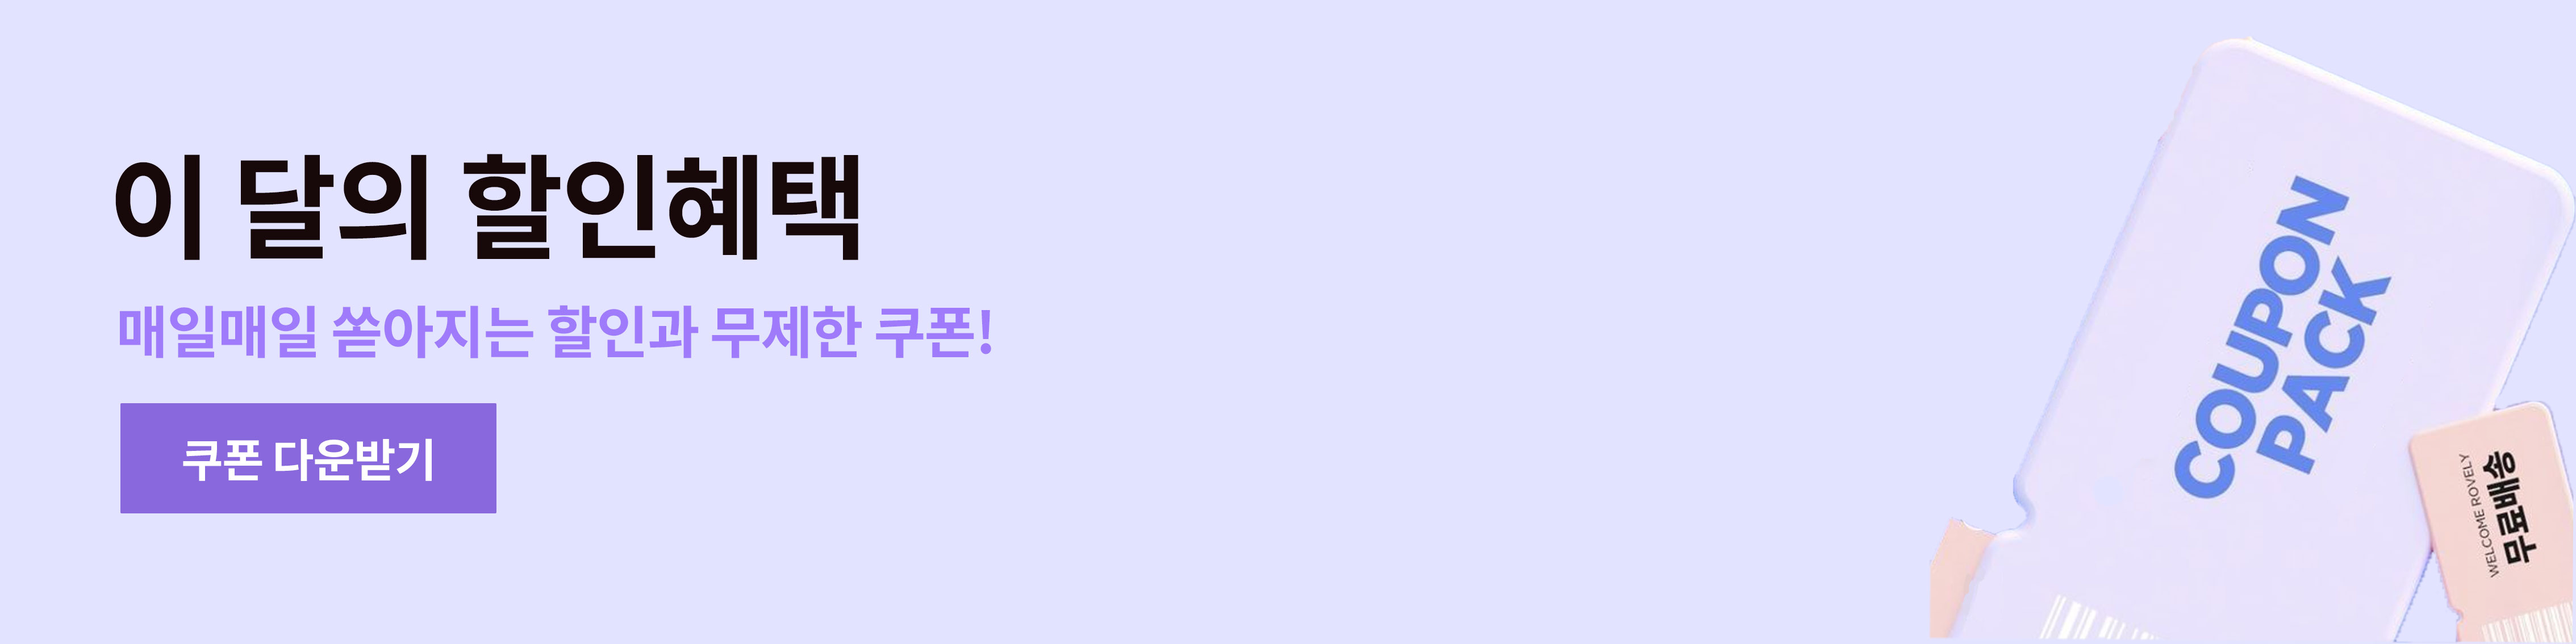 이 달의 할인혜택
매일매일 쏟아지는 할인과 무제한 쿠폰!
쿠폰 다운받기
COUPON
PACK
WELCOME ROVELY
무료배송